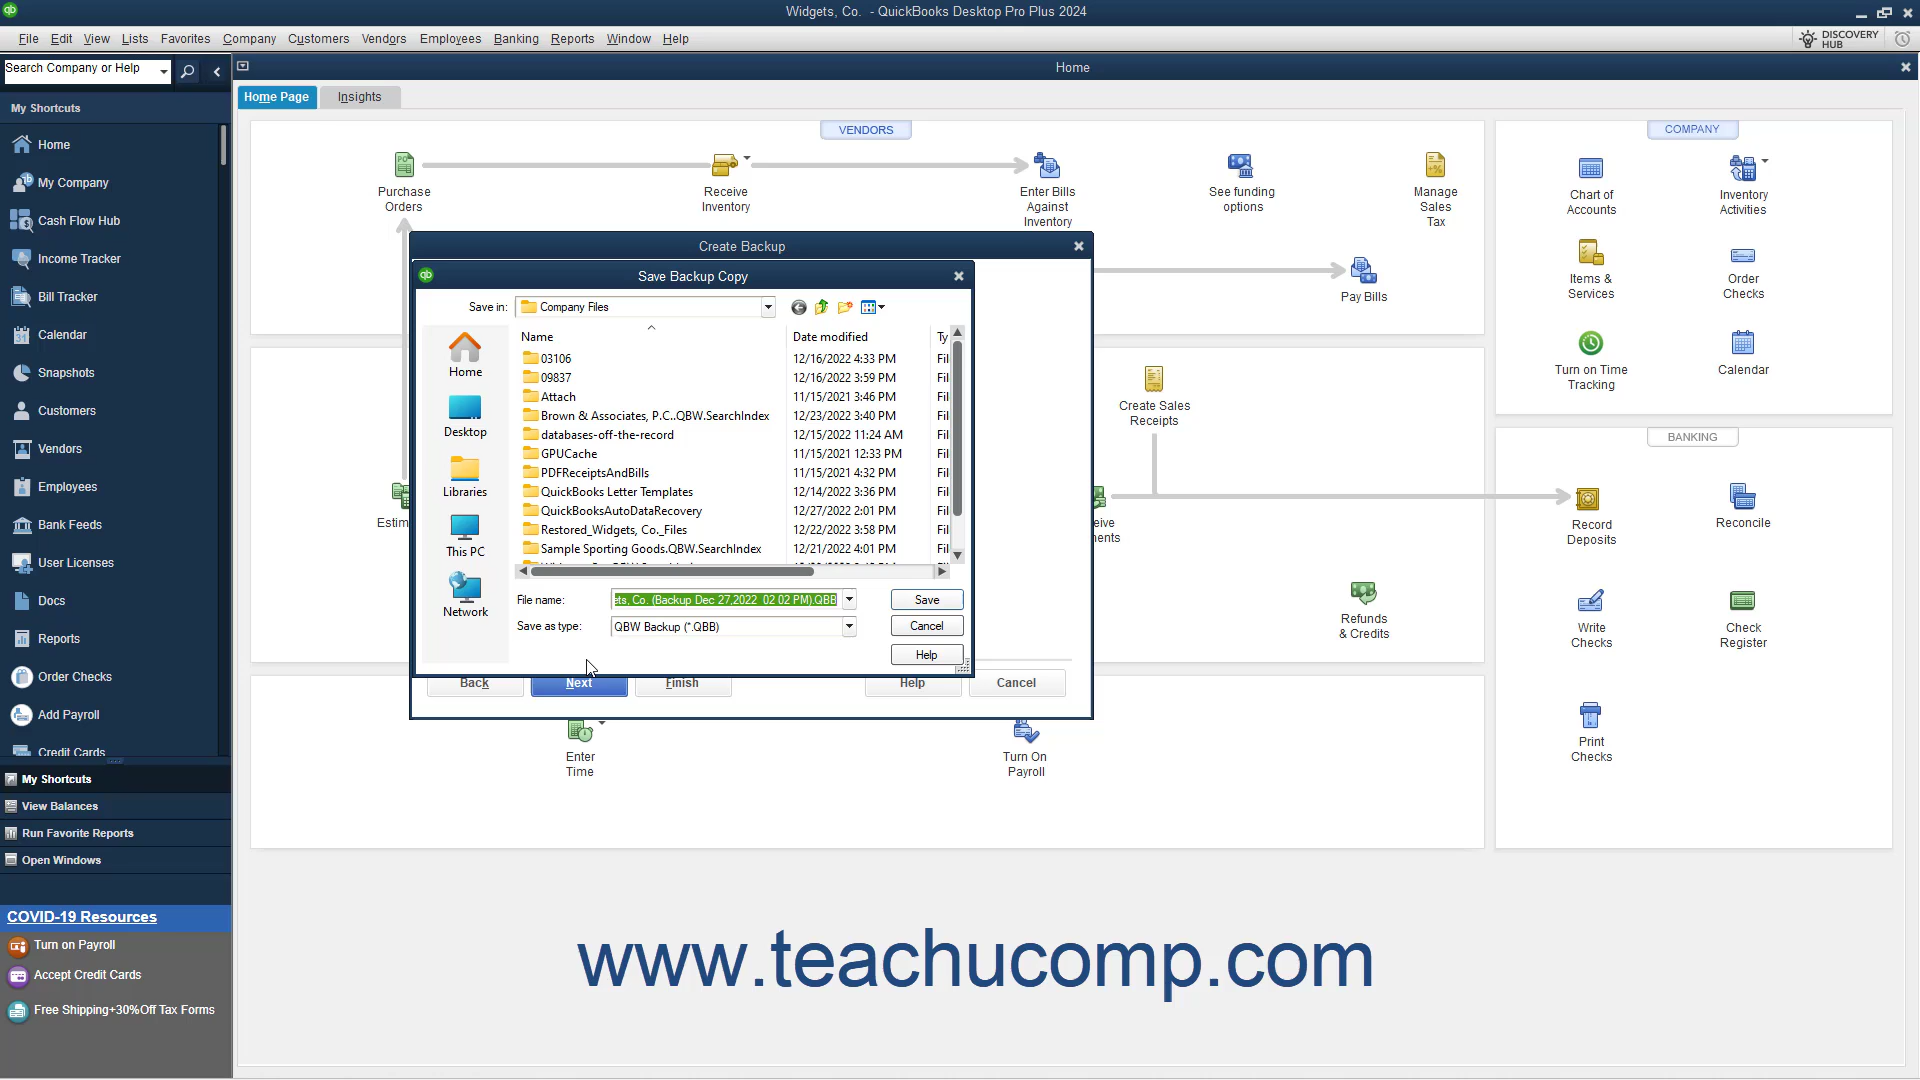 Widgets, Co. - QuickBooks Desktop Pro Plus 2024
File Edit View Lists Favorites Company Customers Vendors Employees Banking Reports Window Help
DISCOVERY
HUB
Search Company or Help
Home
My Shortcuts
Home
My Company
Cash Flow Hub
Income Tracker
Bill Tracker
Calendar
Snapshots
Customers
Vendors
Employees
Bank Feeds
User Licenses
Docs
Reports
Order Checks
Add Payroll
Credit Cards
My Shortcuts
View Balances
Run Favorite Reports
Open Windows
COVID-19 Resources
Turn on Payroll
Accept Credit Cards
Free Shipping+30%Off Tax Forms
Home Page Insights
VENDORS
Purchase
Orders
Receive
Inventory
Enter Bills
Against
Inventory
See funding
options
Manage
Sales
Tax
Pay Bills
Create Sales
Receipts
Refunds
& Credits
Enter
Time
Turn On
Payroll
COMPANY
Chart of
Accounts
Inventory
Activities
Items &
Services
Order
Checks
Turn on Time
Tracking
Calendar
BANKING
Record
Deposits
Reconcile
Write
Checks
Check
Register
Print
Checks
Create Backup
Save Backup Copy
Save in: Company Files
Home
Desktop
Libraries
This PC
Network
Name Date modified Ty
03106 12/16/2022 4:33 PM Fil
09837 12/16/2022 3:59 PM Fil
Attach 11/15/2021 3:46 PM Fil
Brown & Associates, P.C..QBW.SearchIndex 12/23/2022 3:40 PM Fil
databases-off-the-record 12/15/2022 11:24 AM Fil
GPUCache 11/15/2021 12:33 PM Fil
PDFReceiptsAndBills 11/15/2021 4:32 PM Fil
QuickBooks Letter Templates 12/14/2022 3:36 PM Fil
QuickBooksAutoDataRecovery 12/27/2022 2:01 PM Fil
Restored_Widgets, Co._Files 12/22/2022 3:58 PM Fil
Sample Sporting Goods.QBW.SearchIndex 12/21/2022 4:01 PM Fil
File name: ets, Co. (Backup Dec 27,2022 02 02 PM).QBB
Save as type: QBW Backup (*.QBB)
Save
Cancel
Help
Back Next Finish Help Cancel
www.teachucomp.com